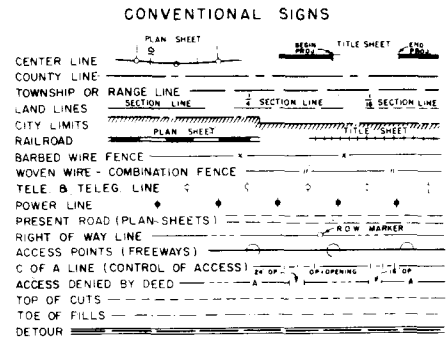 CONVENTIONAL SIGNS
PLAN SHEET
BEGIN PROJ. TITLE SHEET END PROJ.
CENTER LINE
COUNTY LINE
TOWNSHIP OR RANGE LINE
LAND LINES SECTION LINE 1/4 SECTION LINE 1/16 SECTION LINE
CITY LIMITS
RAILROAD PLAN SHEET TITLE SHEET
BARBED WIRE FENCE x x
WOVEN WIRE - COMBINATION FENCE
TELE. & TELEG. LINE
POWER LINE
PRESENT ROAD (PLAN-SHEETS)
RIGHT OF WAY LINE R.O.W. MARKER
ACCESS POINTS (FREEWAYS)
C OF A LINE (CONTROL OF ACCESS) 24 OP OP=OPENING 16 OP
ACCESS DENIED BY DEED A A
TOP OF CUTS
TOE OF FILLS
DETOUR